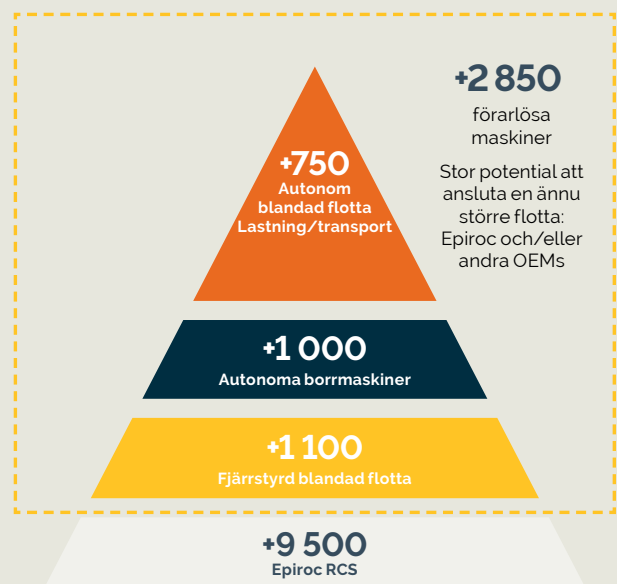 +2 850
förarlösa
maskiner
Stor potential att
ansluta en ännu
större flotta:
Epiroc och/eller
andra OEMs
+750
Autonom
blandad flotta
Lastning/transport
+1 000
Autonoma borrmaskiner
+1 100
Fjärrstyrd blandad flotta
+9 500
Epiroc RCS